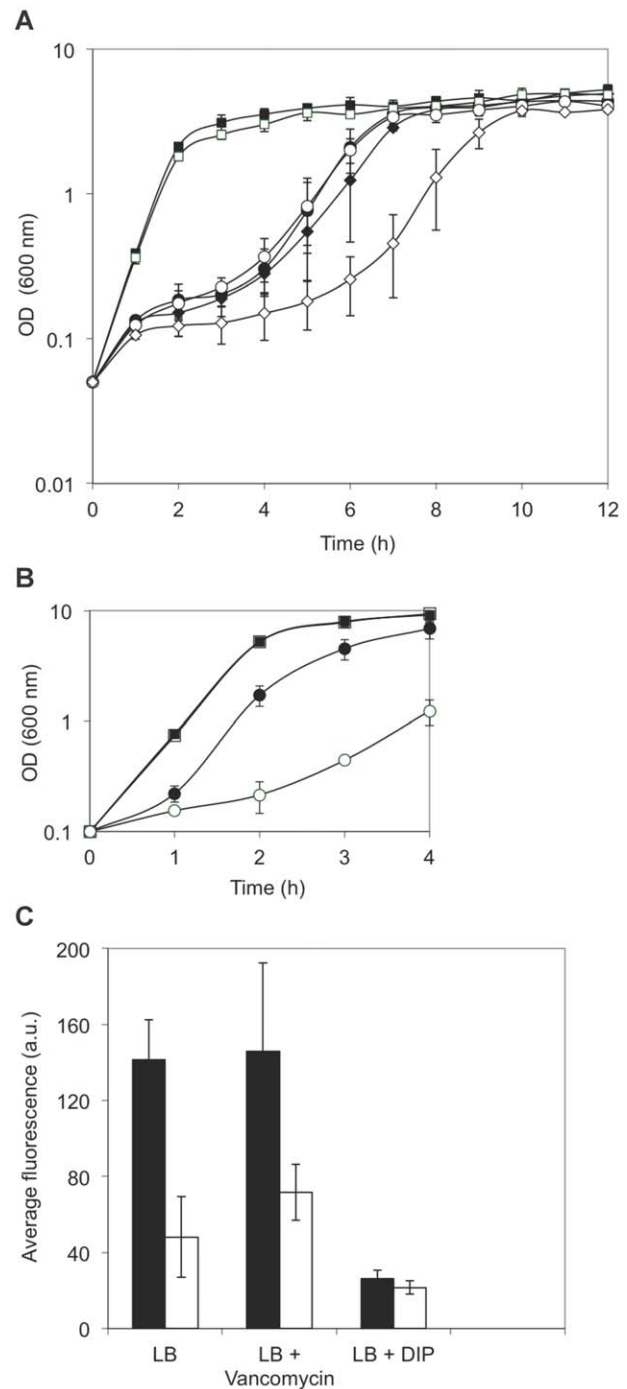 A
10
1
0.1
0.01
OD (600 nm)
0 2 4 6 8 10 12
Time (h)
B
10
1
0.1
OD (600 nm)
0 1 2 3 4
Time (h)
C
200
160
120
80
40
0
Average fluorescence (a.u.)
LB LB + LB + DIP
Vancomycin